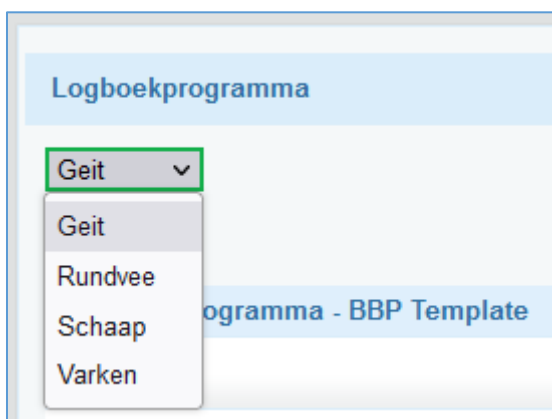 Logboekprogramma
Geit
Geit
Rundvee
ogramma - BBP Template
Schaap
Varken